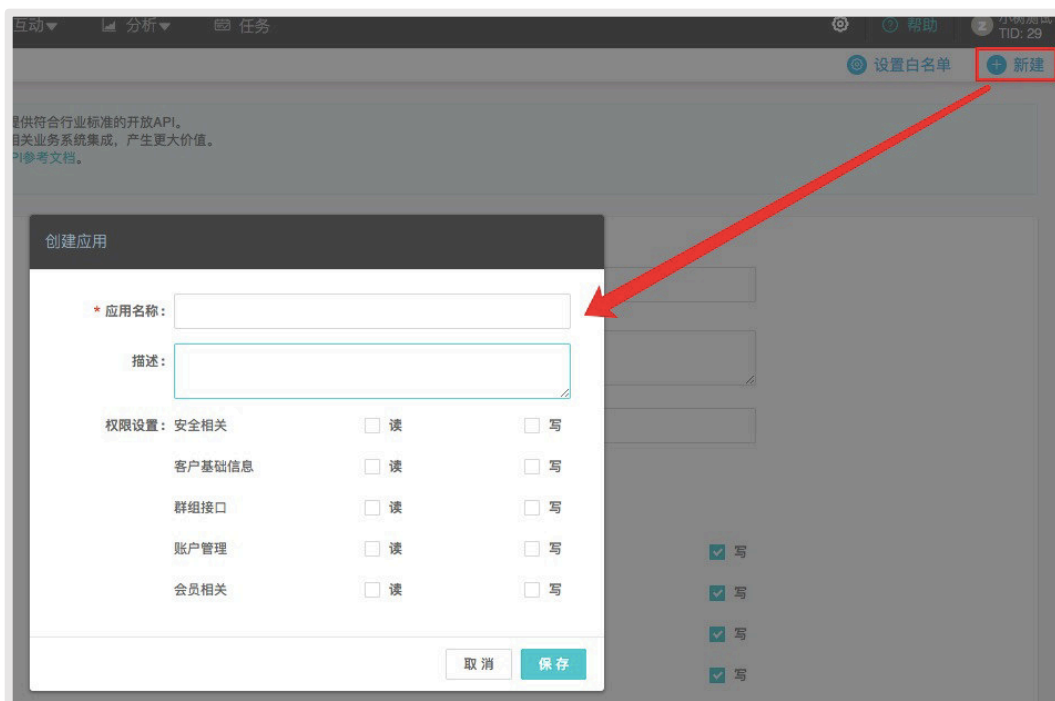 互动 分析 任务 帮助 z 小树测试
TID: 29
设置白名单 新建
提供符合行业标准的开放API。
相关业务系统集成，产生更大价值。
PI参考文档。
创建应用
* 应用名称：
描述：
权限设置： 安全相关 读 写
客户基础信息 读 写
群组接口 读 写
账户管理 读 写
会员相关 读 写
写
写
写
写
取消 保存